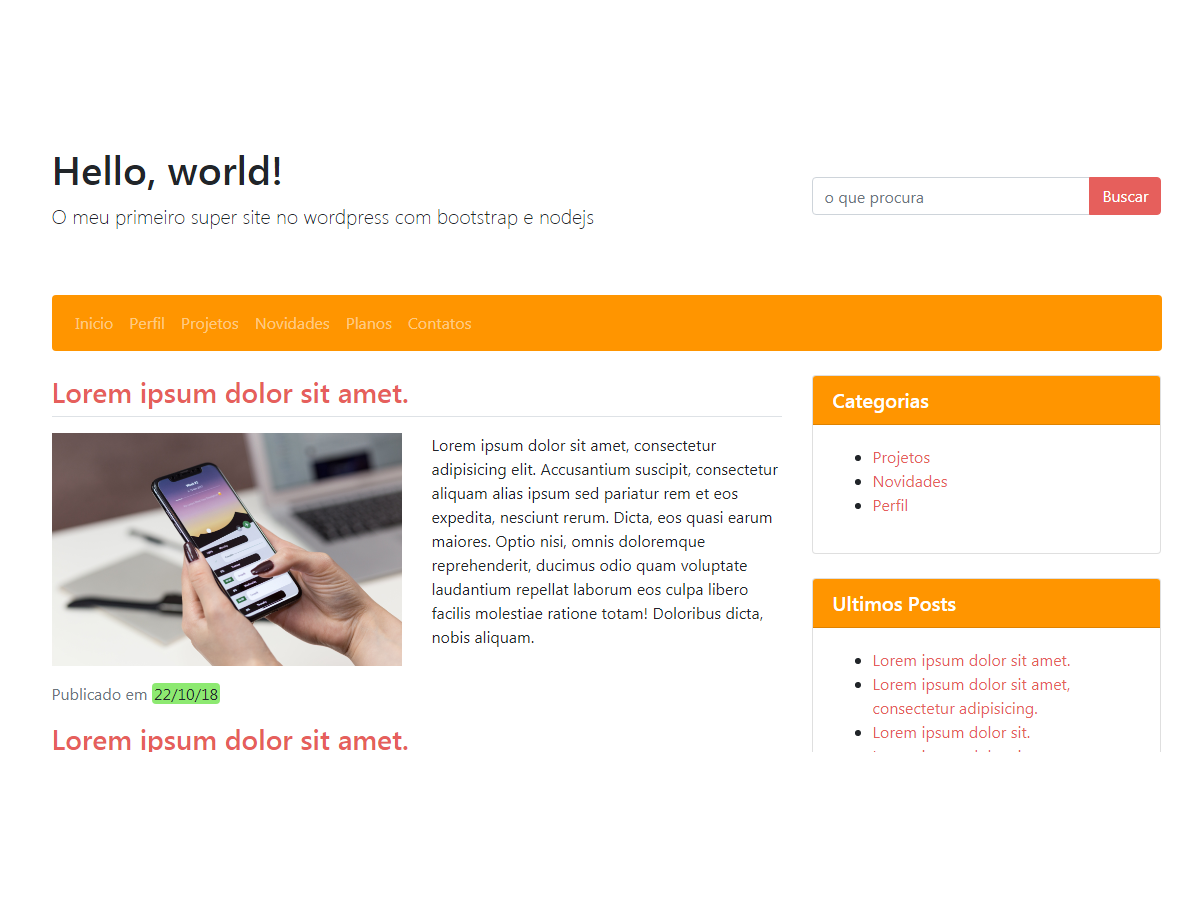 Hello, world!
O meu primeiro super site no wordpress com bootstrap e nodejs
o que procura
Buscar
Inicio Perfil Projetos Novidades Planos Contatos
Lorem ipsum dolor sit amet.
Lorem ipsum dolor sit amet, consectetur
adipisicing elit. Accusantium suscipit, consectetur
aliquam alias ipsum sed pariatur rem et eos
expedita, nesciunt rerum. Dicta, eos quasi earum
maiores. Optio nisi, omnis doloremque
reprehenderit, ducimus odio quam voluptate
laudantium repellat laborum eos culpa libero
facilis molestiae ratione totam! Doloribus dicta,
nobis aliquam.
Publicado em 22/10/18
Lorem ipsum dolor sit amet.
Categorias
Projetos
Novidades
Perfil
Ultimos Posts
Lorem ipsum dolor sit amet.
Lorem ipsum dolor sit amet,
consectetur adipisicing.
Lorem ipsum dolor sit.